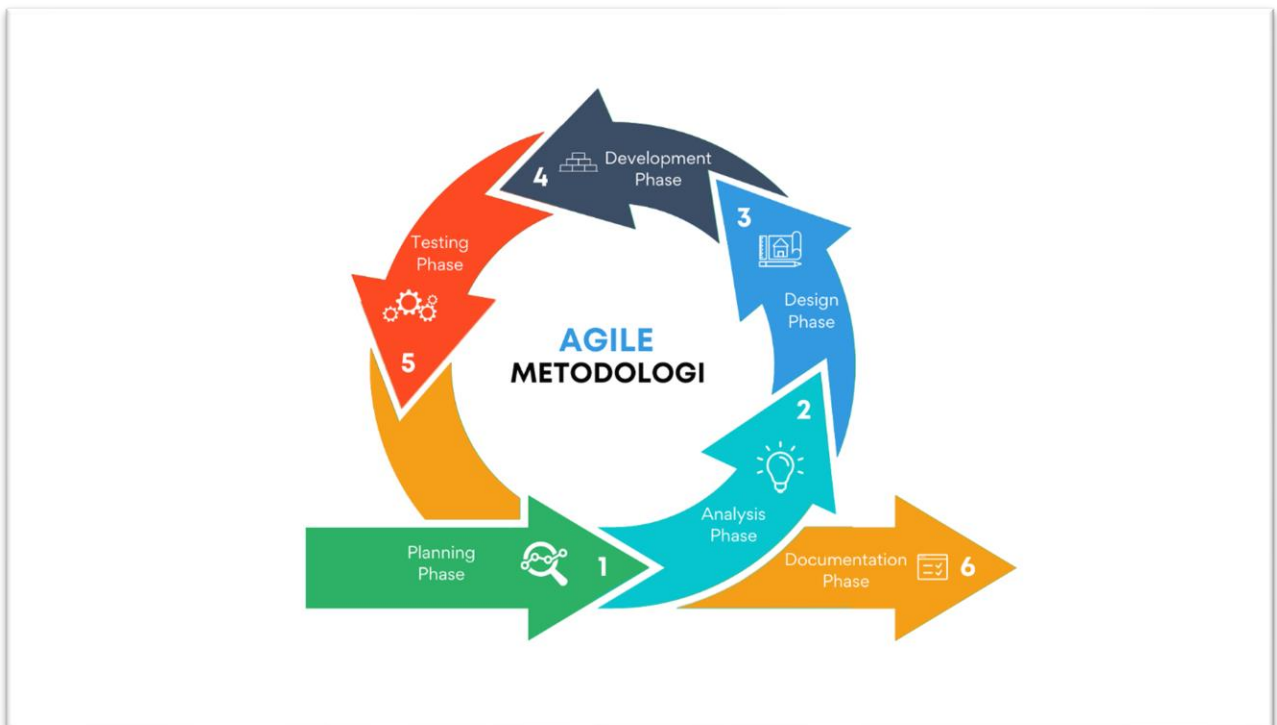 Planning
Phase
1
Analysis
Phase
2
Design
Phase
3
Development
Phase
4
Testing
Phase
5
Documentation
Phase
6
AGILE
METODOLOGI